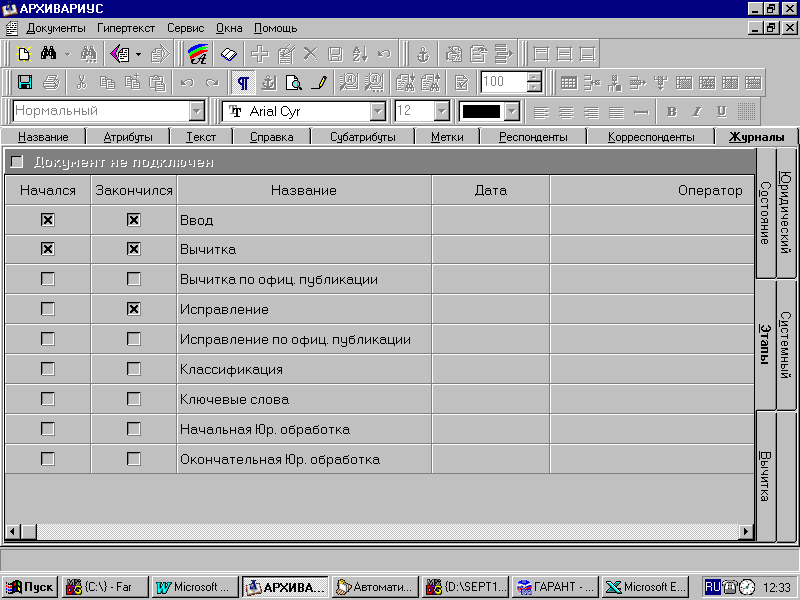 АРХИВАРИУС
Документы Гипертекст Сервис Окна Помощь
100
Нормальный Arial Cyr 12 B I U
Название Атрибуты Текст Справка Субатрибуты Метки Респонденты Корреспонденты Журналы
Документ не подключен
Начался Закончился Название Дата Оператор
Ввод
Вычитка
Вычитка по офиц. публикации
Исправление
Исправление по офиц. публикации
Классификация
Ключевые слова
Начальная Юр. обработка
Окончательная Юр. обработка
Состояние
Этапы
Вычитка
Юридический
Системный
Пуск {C:\} - Far Microsoft ... АРХИВА... Автомати... {D:\SEPT1... ГАРАНТ - ... Microsoft E... RU 12:33